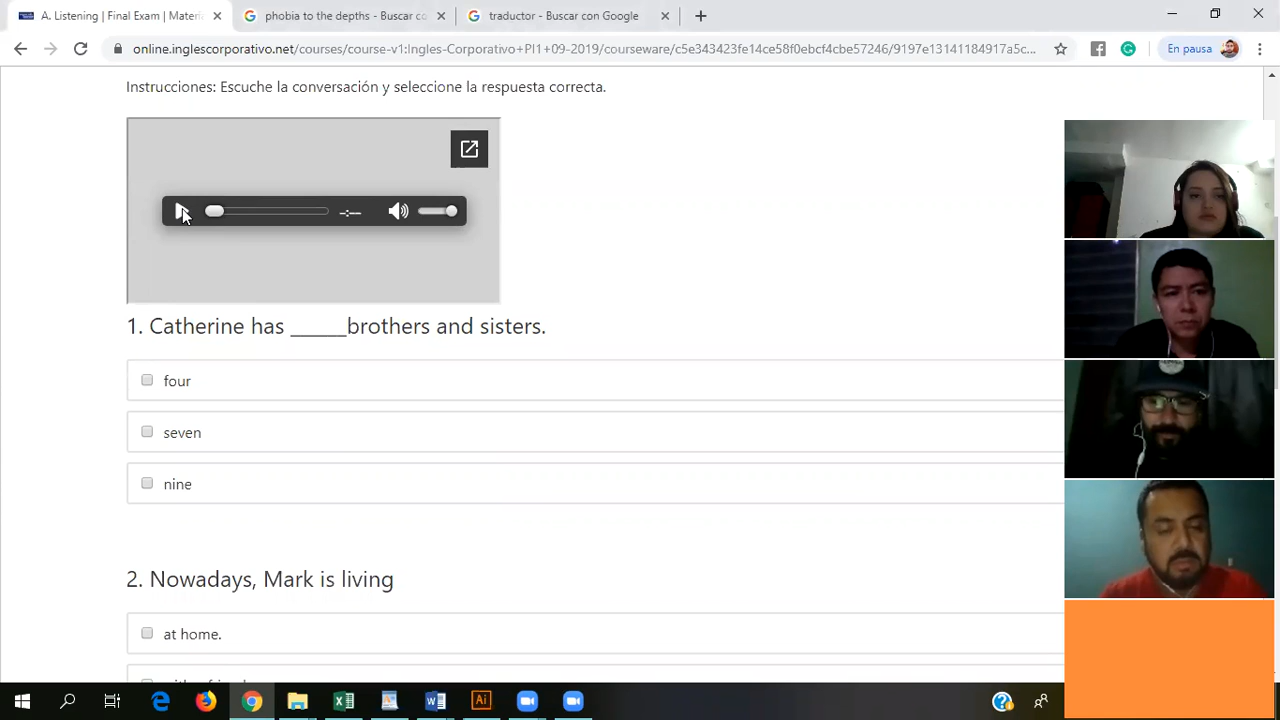 A. Listening | Final Exam | Materi
phobia to the depths - Buscar co
traductor - Buscar con Google
online.inglescorporativo.net/courses/course-v1:Ingles-Corporativo+PI1+09-2019/courseware/c5e343423fe14ce58f0ebcf4cbe57246/9197e13141184917a5c...
En pausa
Instrucciones: Escuche la conversación y seleccione la respuesta correcta.
-:--
1. Catherine has ______brothers and sisters.
four
seven
nine
2. Nowadays, Mark is living
at home.